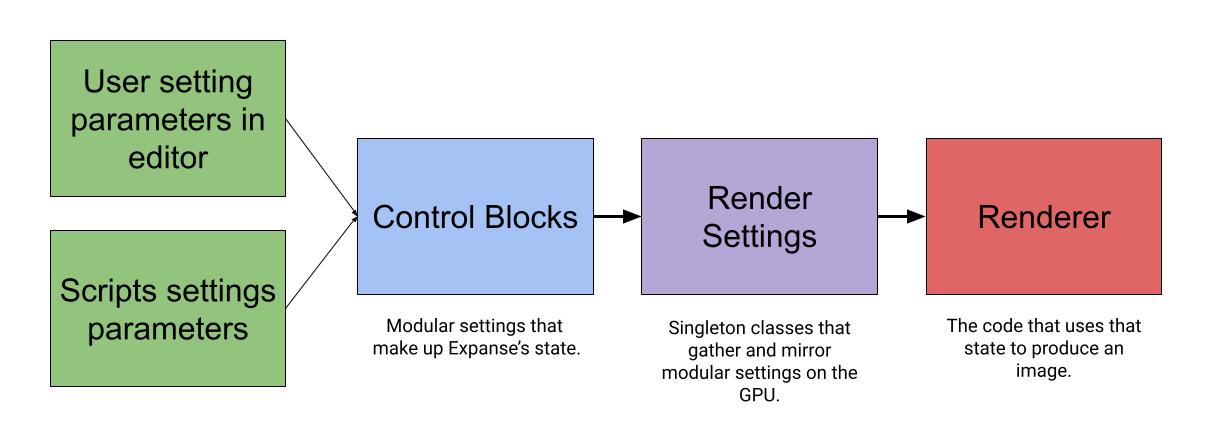 User setting
parameters in
editor
Scripts settings
parameters
Control Blocks
Modular settings that
make up Expanse's state.
Render
Settings
Singleton classes that
gather and mirror
modular settings on the
GPU.
Renderer
The code that uses that
state to produce an
image.